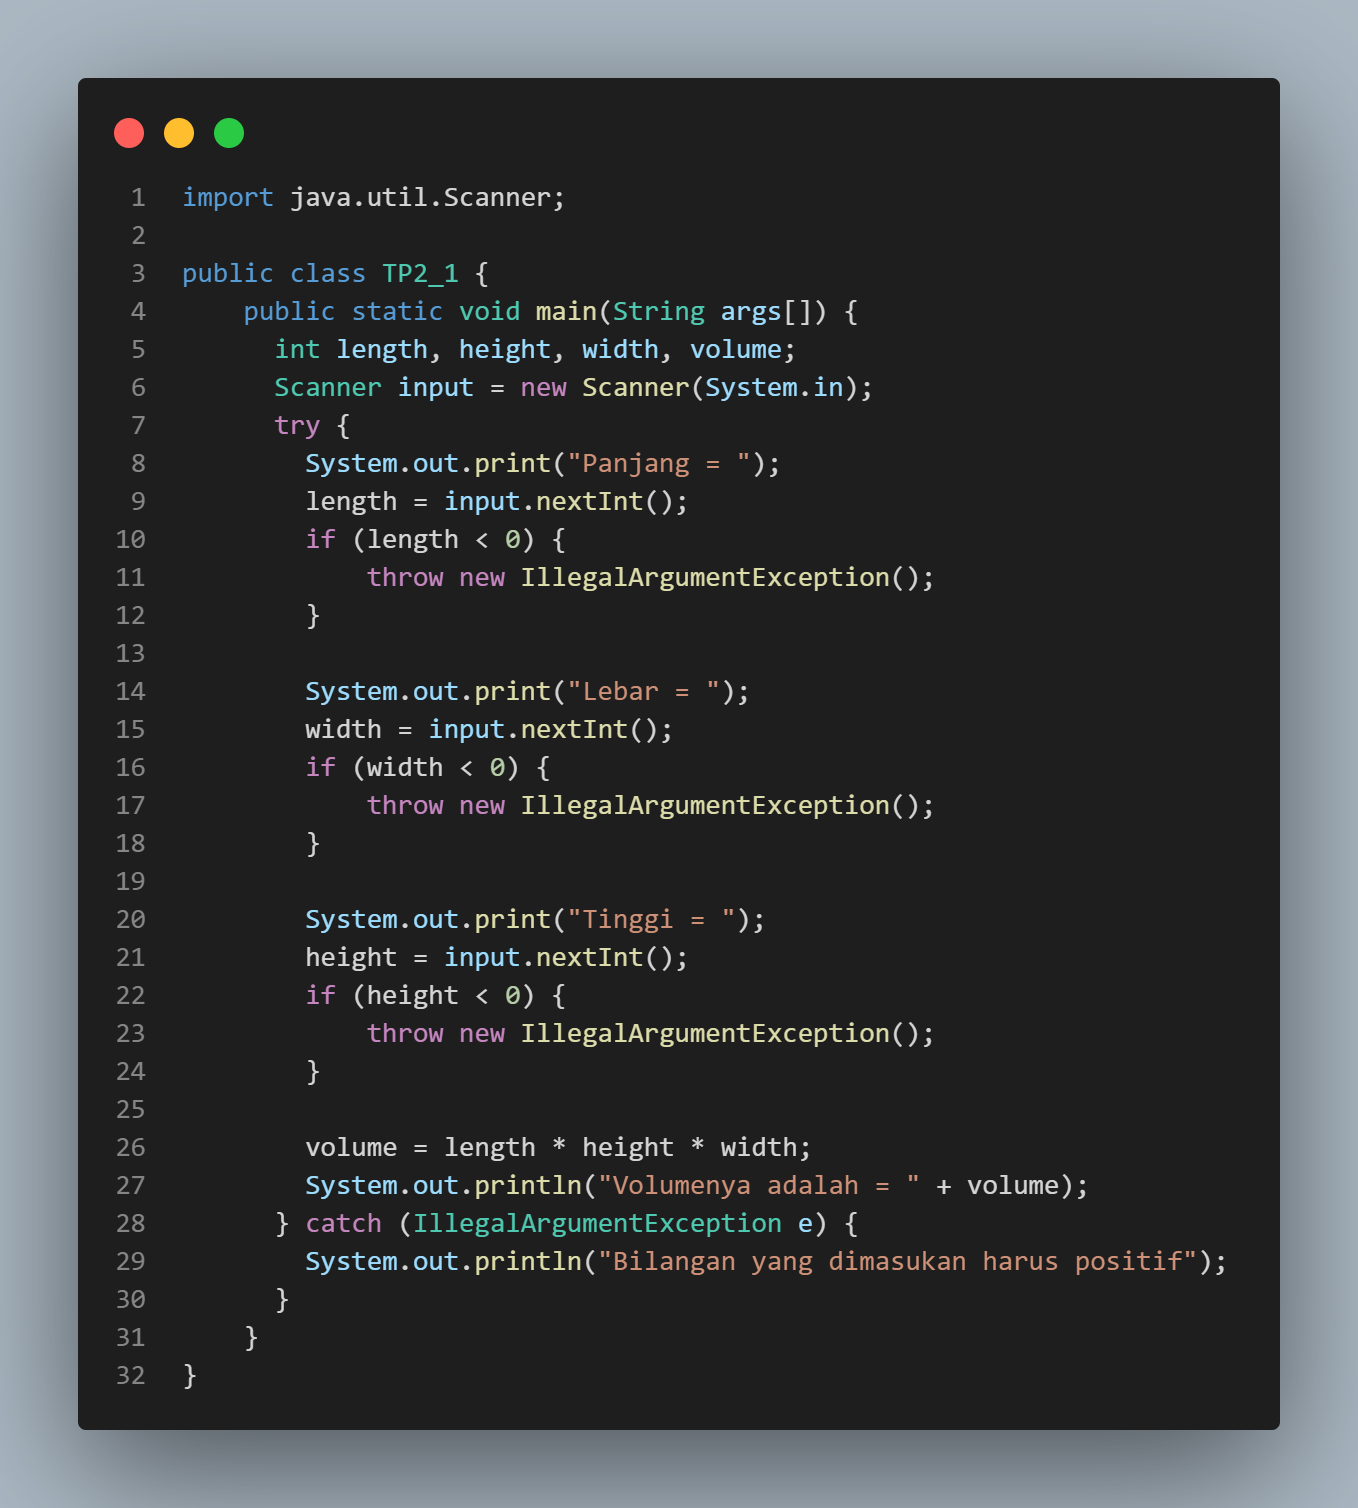 1 import java.util.Scanner;
2
3 public class TP2_1 {
4     public static void main(String args[]) {
5       int length, height, width, volume;
6       Scanner input = new Scanner(System.in);
7       try {
8         System.out.print("Panjang = ");
9         length = input.nextInt();
10         if (length < 0) {
11             throw new IllegalArgumentException();
12         }
13
14         System.out.print("Lebar = ");
15         width = input.nextInt();
16         if (width < 0) {
17             throw new IllegalArgumentException();
18         }
19
20         System.out.print("Tinggi = ");
21         height = input.nextInt();
22         if (height < 0) {
23             throw new IllegalArgumentException();
24         }
25
26         volume = length * height * width;
27         System.out.println("Volumenya adalah = " + volume);
28       } catch (IllegalArgumentException e) {
29         System.out.println("Bilangan yang dimasukan harus positif");
30       }
31     }
32 }